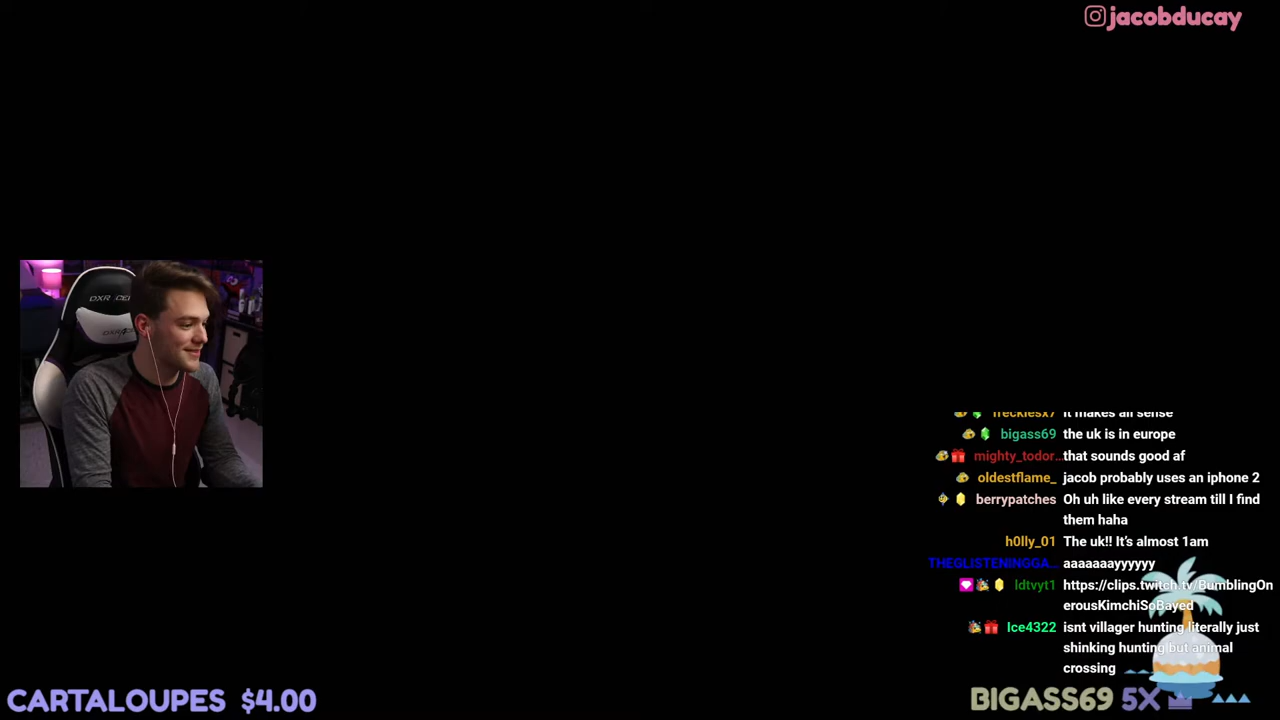 jacobducay
DXRACER
it makes all sense
bigass69 the uk is in europe
mighty_todor… that sounds good af
oldestflame_ jacob probably uses an iphone 2
berrypatches Oh uh like every stream till I find
them haha
h0lly_01 The uk!! It’s almost 1am
THEGLISTENINGGA… aaaaaaayyyyyy
ldtvyt1 https://clips.twitch.tv/BumblingOn
erousKimchiSoBayed
Ice4322 isnt villager hunting literally just
shinking hunting but animal
crossing
CARTALOUPES $4.00
BIGASS69 5X